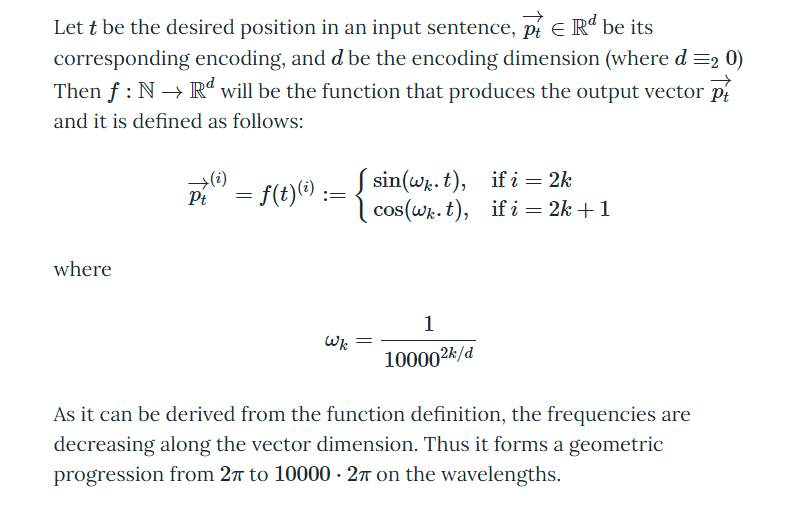 Let t be the desired position in an input sentence, $\overrightarrow{p_t} \in \mathbb{R}^d$ be its
corresponding encoding, and d be the encoding dimension (where $d \equiv_2 0$)
Then $f : \mathbb{N} \to \mathbb{R}^d$ will be the function that produces the output vector $\overrightarrow{p_t}$
and it is defined as follows:
$\overrightarrow{p_t}^{(i)} = f(t)^{(i)} := \begin{cases} \sin(\omega_k . t), & \text{if } i = 2k \\ \cos(\omega_k . t), & \text{if } i = 2k + 1 \end{cases}$
where
$\omega_k = \frac{1}{10000^{2k/d}}$
As it can be derived from the function definition, the frequencies are
decreasing along the vector dimension. Thus it forms a geometric
progression from $2\pi$ to $10000 \cdot 2\pi$ on the wavelengths.